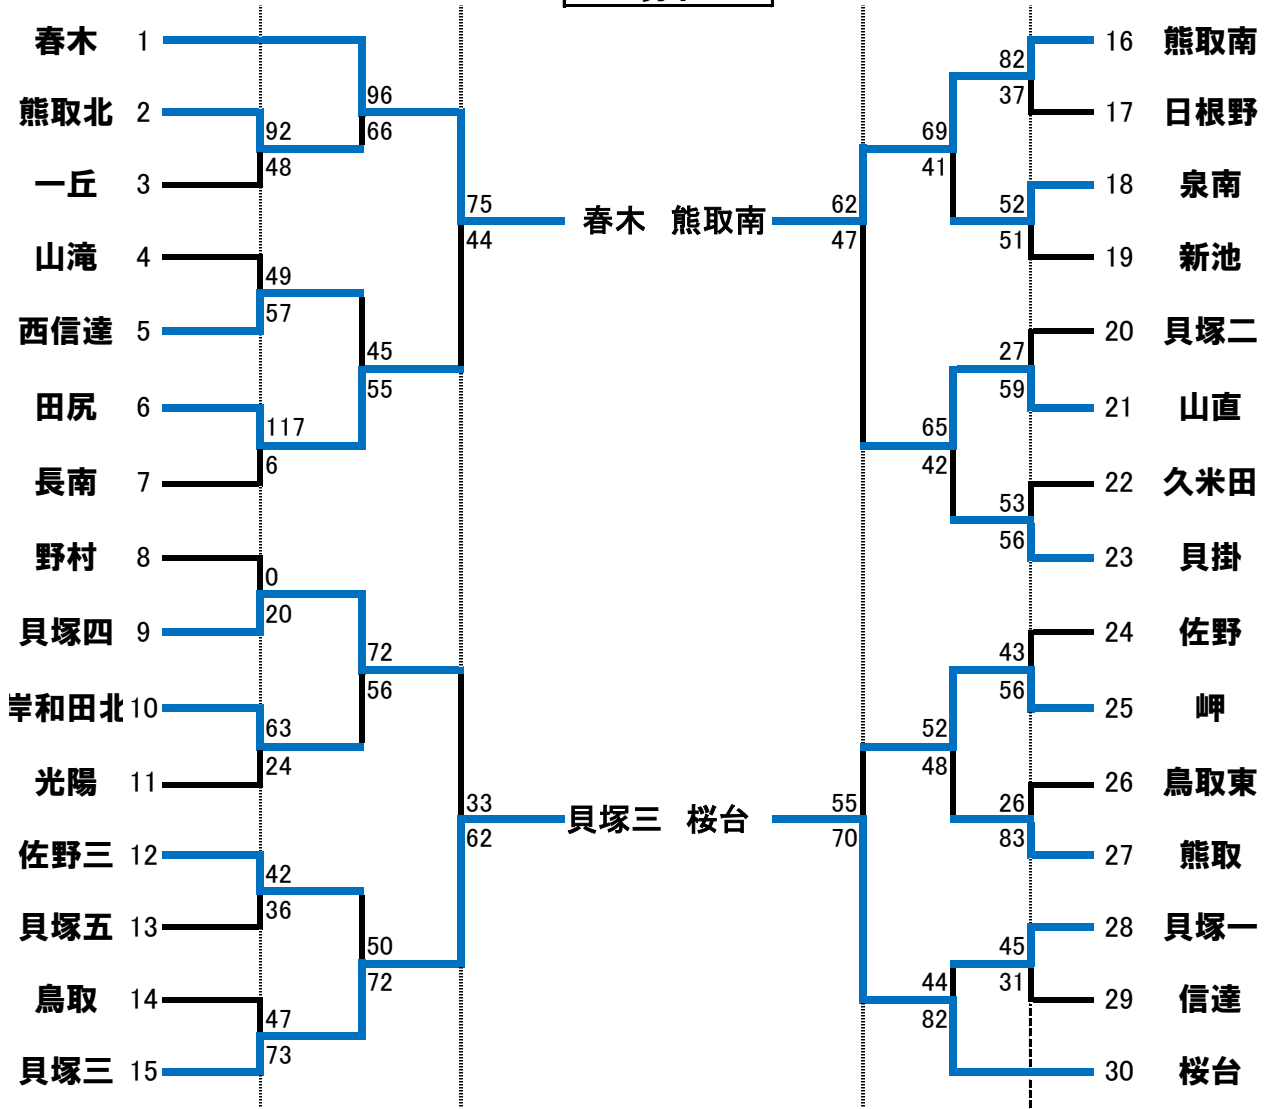 春木 1
熊取北 2
一丘 3
山滝 4
西信達 5
田尻 6
長南 7
野村 8
貝塚四 9
岸和田北 10
光陽 11
佐野三 12
貝塚五 13
鳥取 14
貝塚三 15
92
48
49
57
117
6
0
20
63
24
42
36
47
73
96
66
45
55
72
56
50
72
75
44
33
62
春木 熊取南
貝塚三 桜台
62
47
55
70
69
41
65
42
52
48
44
82
82
37
52
51
27
59
53
56
43
56
26
83
45
31
16 熊取南
17 日根野
18 泉南
19 新池
20 貝塚二
21 山直
22 久米田
23 貝掛
24 佐野
25 岬
26 鳥取東
27 熊取
28 貝塚一
29 信達
30 桜台